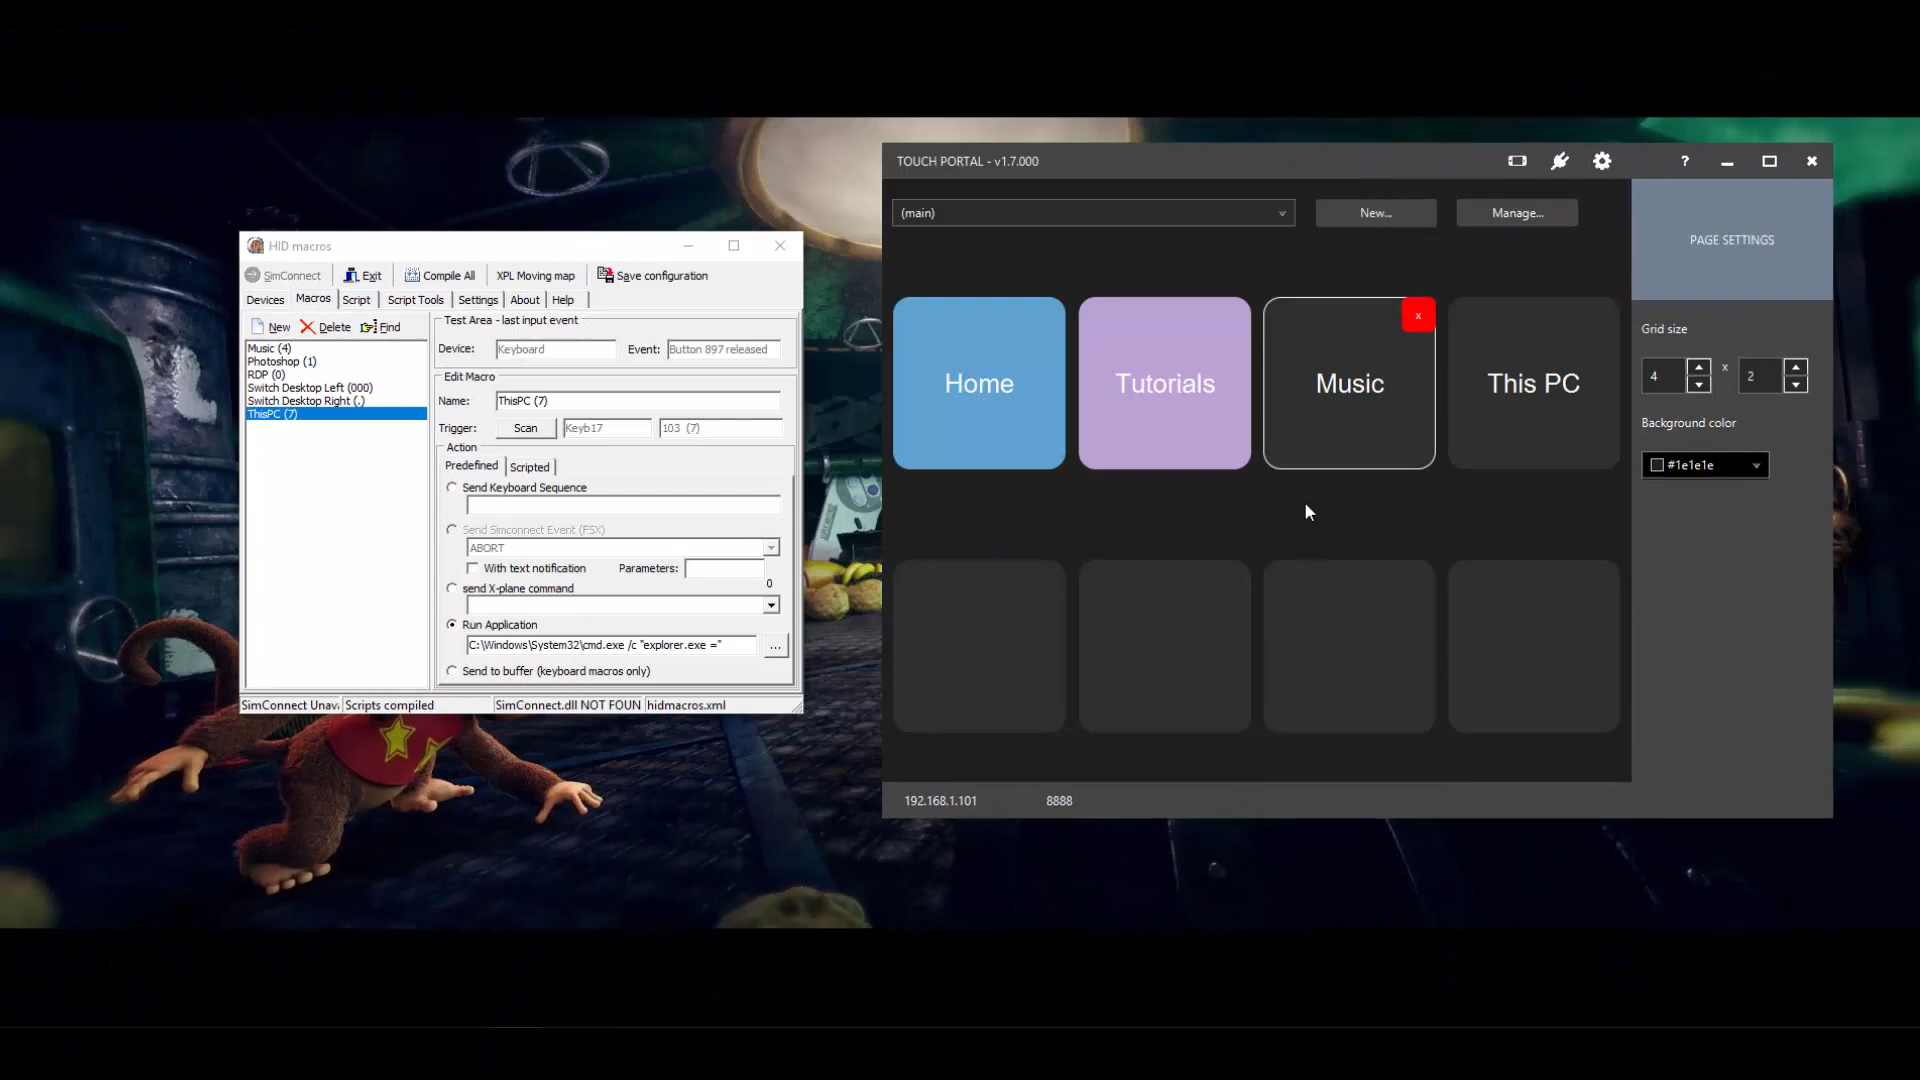 HID macros
SimConnect
Exit
Compile All
XPL Moving map
Save configuration
Devices
Macros
Script
Script Tools
Settings
About
Help
New
Delete
Find
Music (4)
Photoshop (1)
RDP (0)
Switch Desktop Left (000)
Switch Desktop Right (.)
ThisPC (7)
Test Area - last input event
Device:
Keyboard
Event:
Button 897 released
Edit Macro
Name:
ThisPC (7)
Trigger:
Scan
Keyb17
103 (7)
Action
Predefined
Scripted
Send Keyboard Sequence
Send Simconnect Event (FSX)
ABORT
With text notification
Parameters:
0
send X-plane command
Run Application
C:\Windows\System32\cmd.exe /c "explorer.exe ="
...
Send to buffer (keyboard macros only)
SimConnect Unav
Scripts compiled
SimConnect.dll NOT FOUN
hidmacros.xml
TOUCH PORTAL - v1.7.000
?
(main)
New...
Manage...
PAGE SETTINGS
Home
Tutorials
Music
x
This PC
Grid size
4
x
2
Background color
#1e1e1e
192.168.1.101
8888